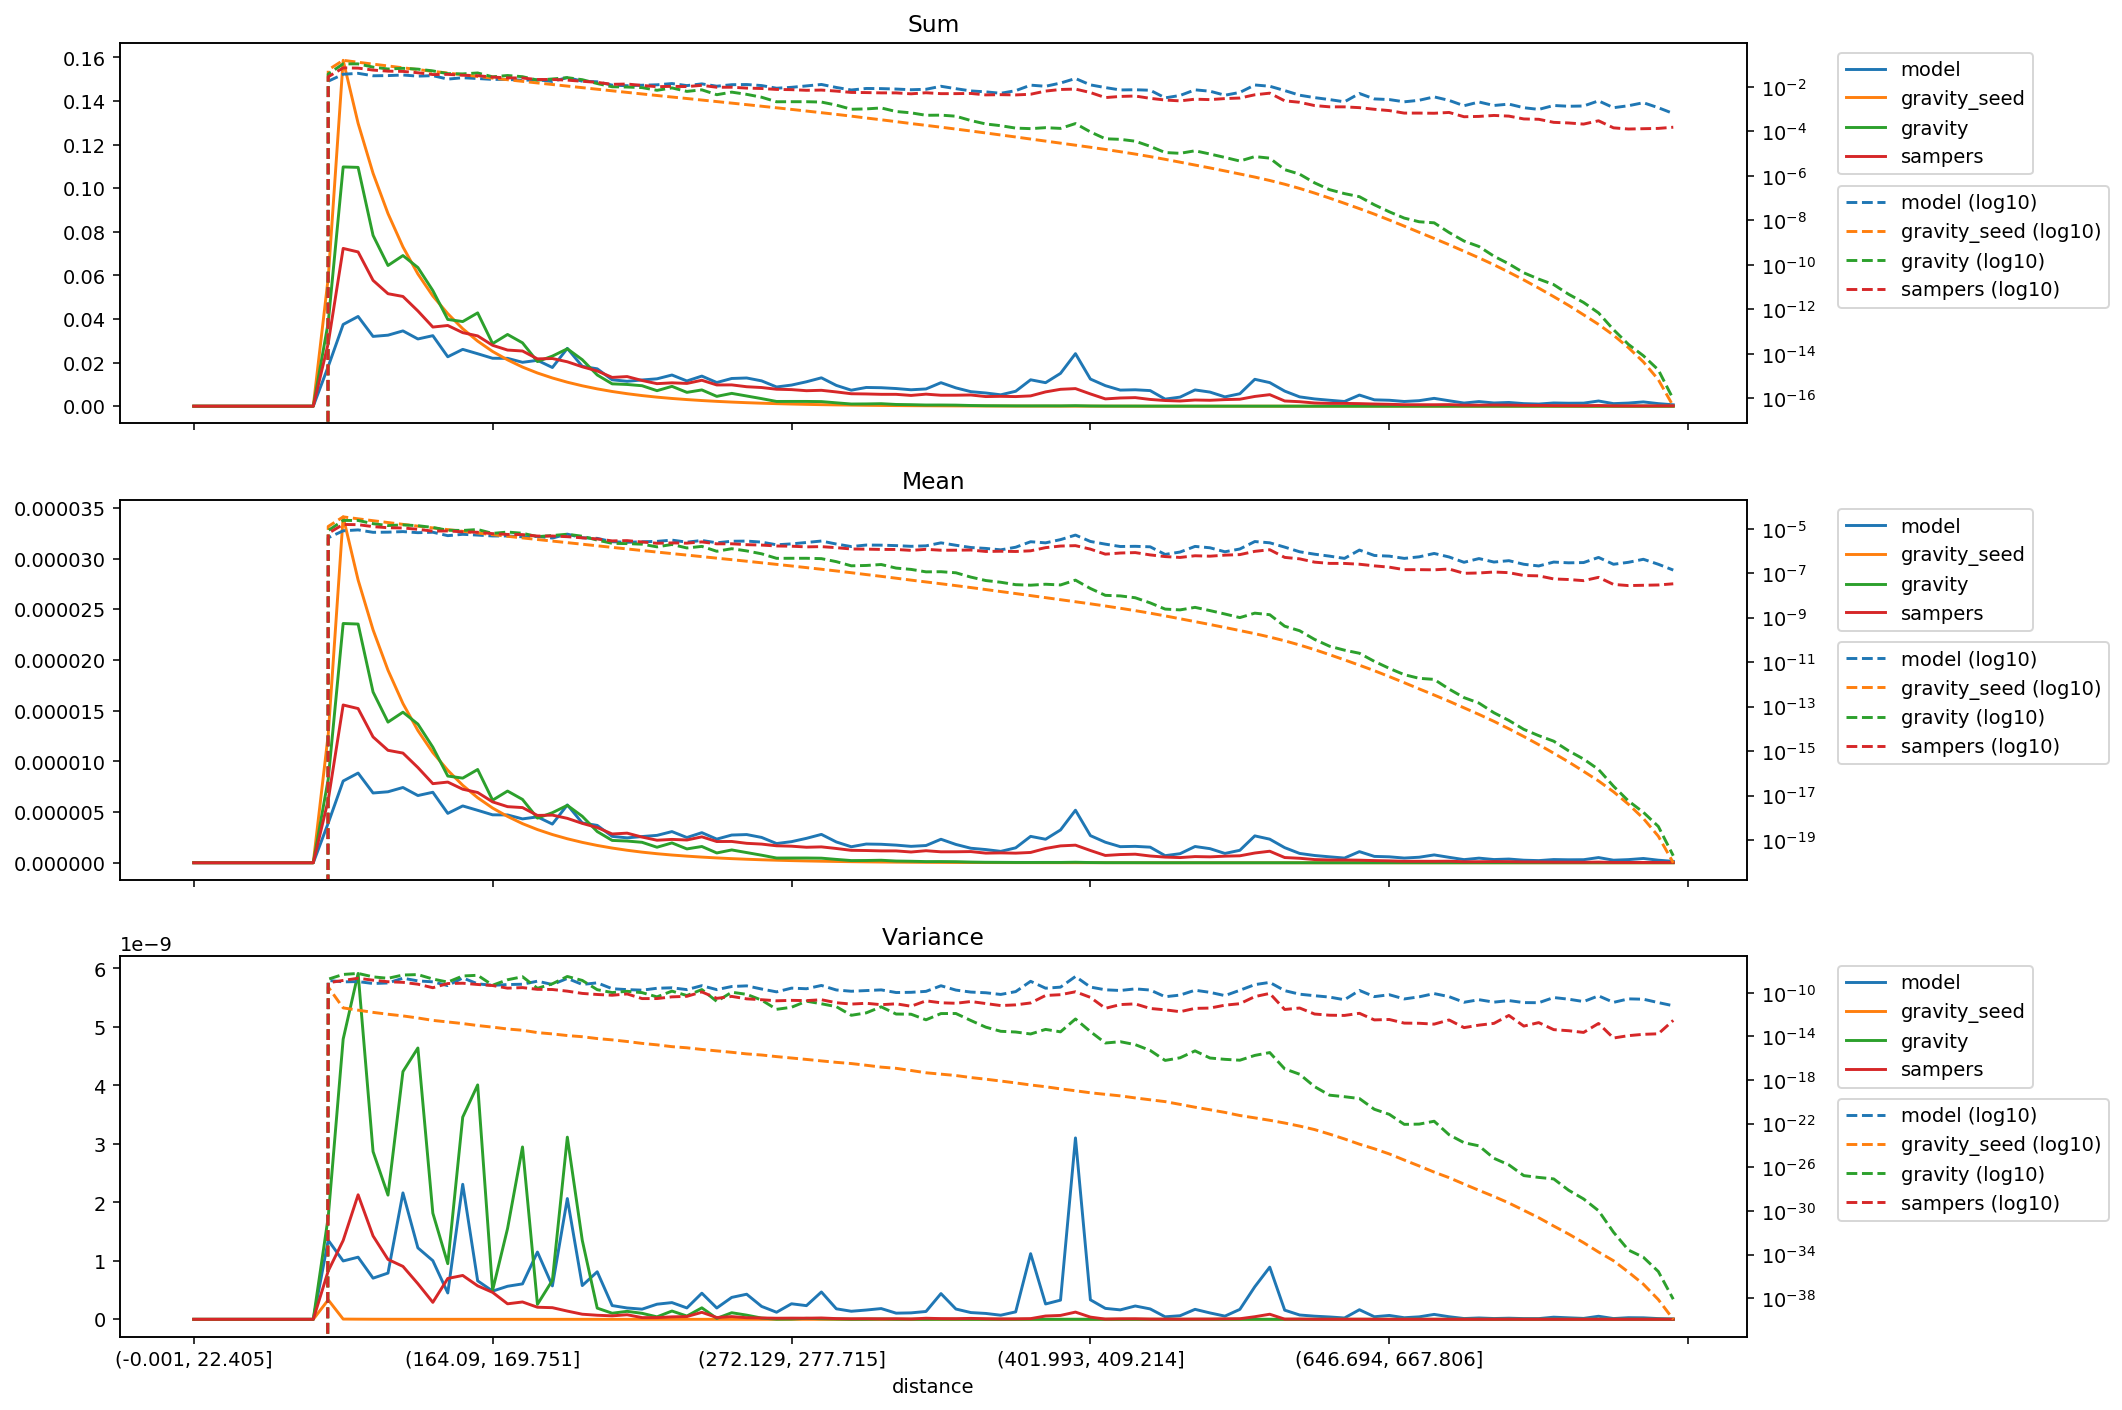 Sum
0.16
0.14
0.12
0.10
0.08
0.06
0.04
0.02
0.00
10−2
10−4
10−6
10−8
10−10
10−12
10−14
10−16
model
gravity_seed
gravity
sampers
model (log10)
gravity_seed (log10)
gravity (log10)
sampers (log10)
Mean
0.000035
0.000030
0.000025
0.000020
0.000015
0.000010
0.000005
0.000000
10−5
10−7
10−9
10−11
10−13
10−15
10−17
10−19
model
gravity_seed
gravity
sampers
model (log10)
gravity_seed (log10)
gravity (log10)
sampers (log10)
Variance
1e−9
6
5
4
3
2
1
0
10−10
10−14
10−18
10−22
10−26
10−30
10−34
10−38
model
gravity_seed
gravity
sampers
model (log10)
gravity_seed (log10)
gravity (log10)
sampers (log10)
(-0.001, 22.405] (164.09, 169.751] (272.129, 277.715] (401.993, 409.214] (646.694, 667.806]
distance